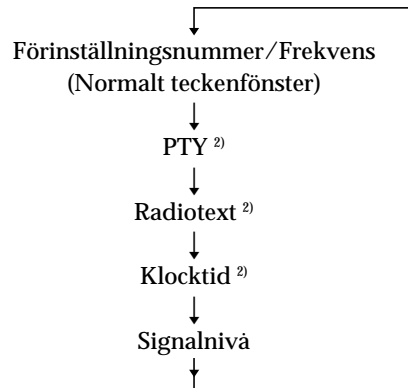 Förinställningsnummer/Frekvens
(Normalt teckenfönster)
PTY 2)
Radiotext 2)
Klocktid 2)
Signalnivå